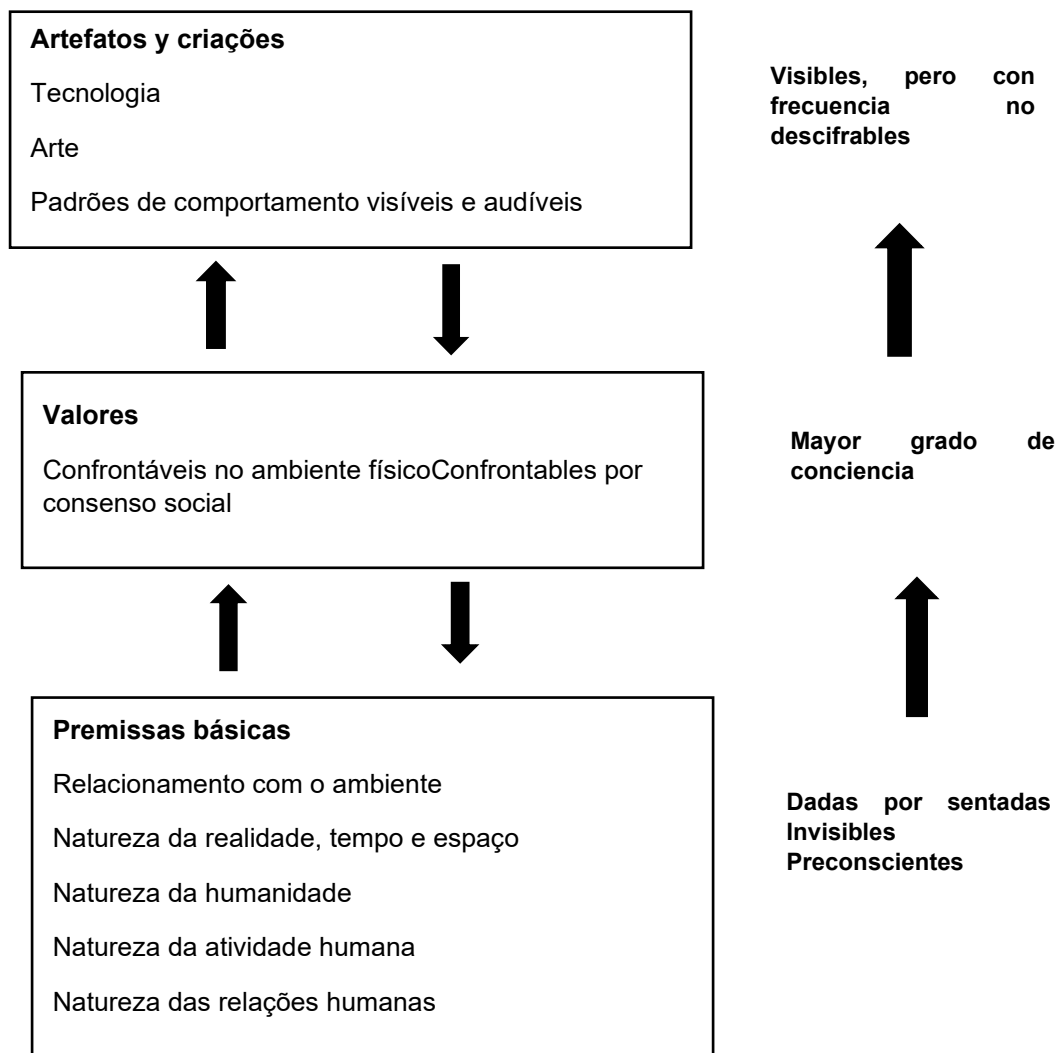 Artefatos y criações
Tecnologia
Arte
Padrões de comportamento visíveis e audíveis
Visibles, pero con
frecuencia no
descifrables
Valores
Confrontáveis no ambiente físicoConfrontables por
consenso social
Mayor grado de
conciencia
Premissas básicas
Relacionamento com o ambiente
Natureza da realidade, tempo e espaço
Natureza da humanidade
Natureza da atividade humana
Natureza das relações humanas
Dadas por sentadas
Invisibles
Preconscientes